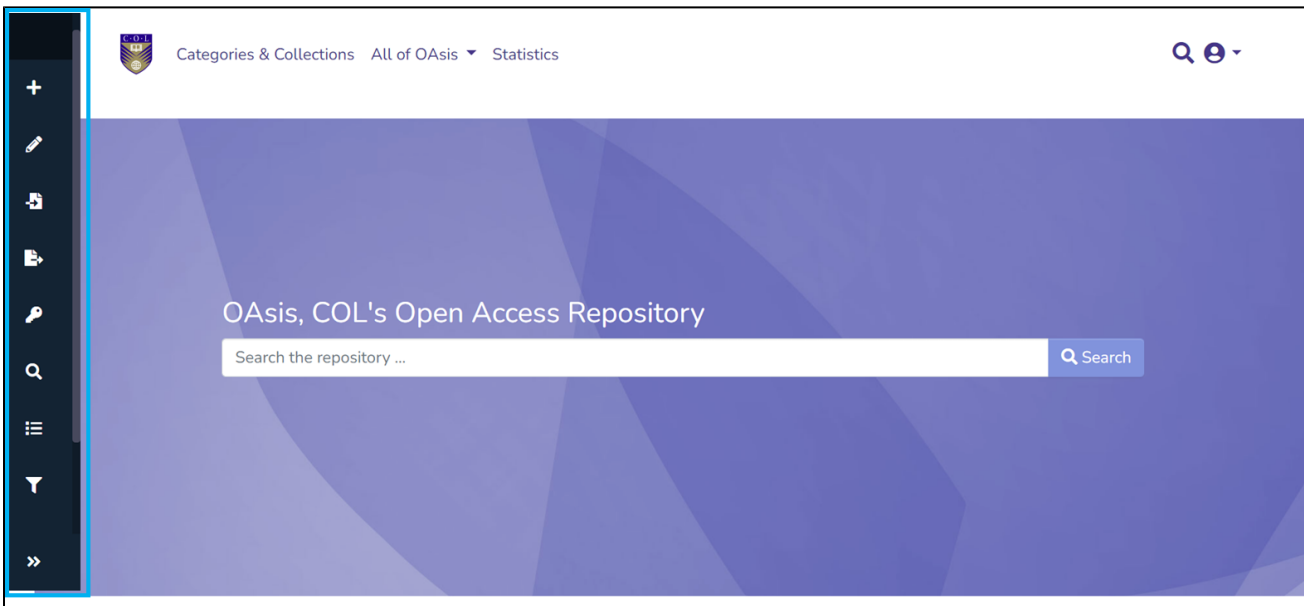 C·O·L
Categories & Collections All of OAsis Statistics
OAsis, COL's Open Access Repository
Search the repository ...
Search